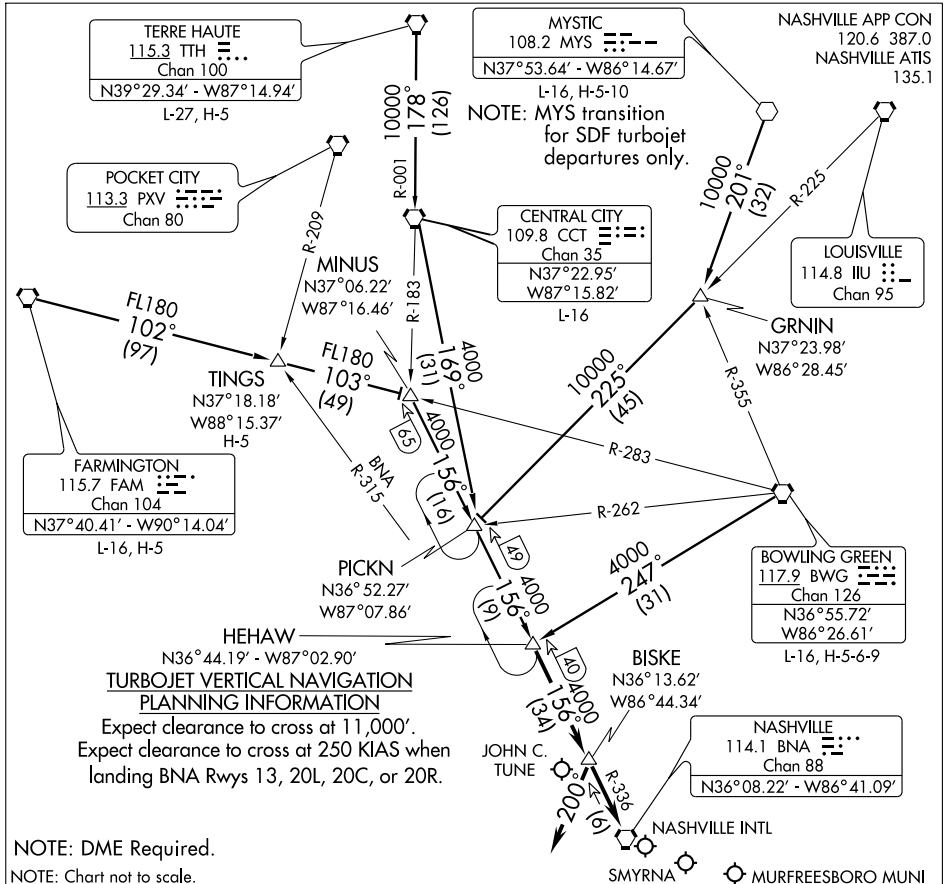 TERRE HAUTE
115.3 TTH
Chan 100
N39°29.34' - W87°14.94'
L-27, H-5
MYSTIC
108.2 MYS
N37°53.64' - W86°14.67'
L-16, H-5-10
NOTE: MYS transition
for SDF turbojet
departures only.
NASHVILLE APP CON
120.6 387.0
NASHVILLE ATIS
135.1
10000
178°
(126)
R-001
POCKET CITY
113.3 PXV
Chan 80
R-209
10000
201°
(32)
R-225
LOUISVILLE
114.8 IIU
Chan 95
CENTRAL CITY
109.8 CCT
Chan 35
N37°22.95'
W87°15.82'
L-16
MINUS
N37°06.22'
W87°16.46'
R-183
FL180
102°
(97)
TINGS
N37°18.18'
W88°15.37'
H-5
FL180
103°
(49)
4000
169°
(31)
GRNIN
N37°23.98'
W86°28.45'
10000
225°
(45)
R-355
FARMINGTON
115.7 FAM
Chan 104
N37°40.41' - W90°14.04'
L-16, H-5
BNA
R-315
65
4000
156°
(16)
R-283
R-262
PICKN
N36°52.27'
W87°07.86'
49
4000
156°
(9)
4000
247°
(31)
BOWLING GREEN
117.9 BWG
Chan 126
N36°55.72'
W86°26.61'
L-16, H-5-6-9
HEHAW
N36°44.19' - W87°02.90'
TURBOJET VERTICAL NAVIGATION
PLANNING INFORMATION
Expect clearance to cross at 11,000'.
Expect clearance to cross at 250 KIAS when
landing BNA Rwys 13, 20L, 20C, or 20R.
40
4000
156°
(34)
BISKE
N36°13.62'
W86°44.34'
JOHN C.
TUNE
200°
R-336
(6)
NASHVILLE
114.1 BNA
Chan 88
N36°08.22' - W86°41.09'
NASHVILLE INTL
SMYRNA
MURFREESBORO MUNI
NOTE: DME Required.
NOTE: Chart not to scale.